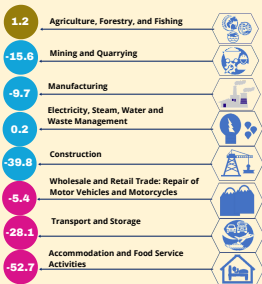 1.2 Agriculture, Forestry, and Fishing
-15.6 Mining and Quarrying
-9.7 Manufacturing
Electricity, Steam, Water and
0.2 Waste Management
-39.8 Construction
Wholesale and Retail Trade: Repair of
-5.4 Motor Vehicles and Motorcycles
-28.1 Transport and Storage
Accommodation and Food Service
-52.7 Activities